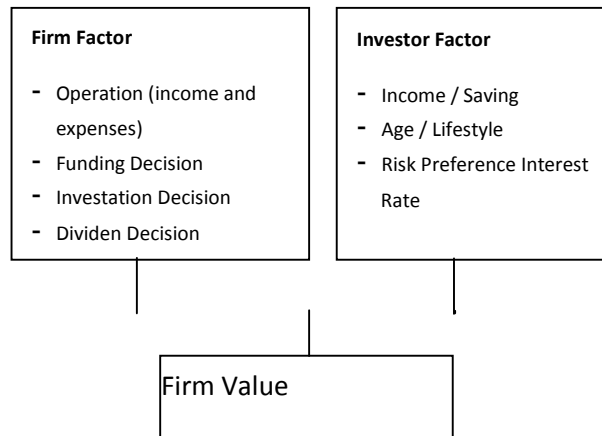 Firm Factor
- Operation (income and
expenses)
- Funding Decision
- Investation Decision
- Dividen Decision
Investor Factor
- Income / Saving
- Age / Lifestyle
- Risk Preference Interest
Rate
Firm Value